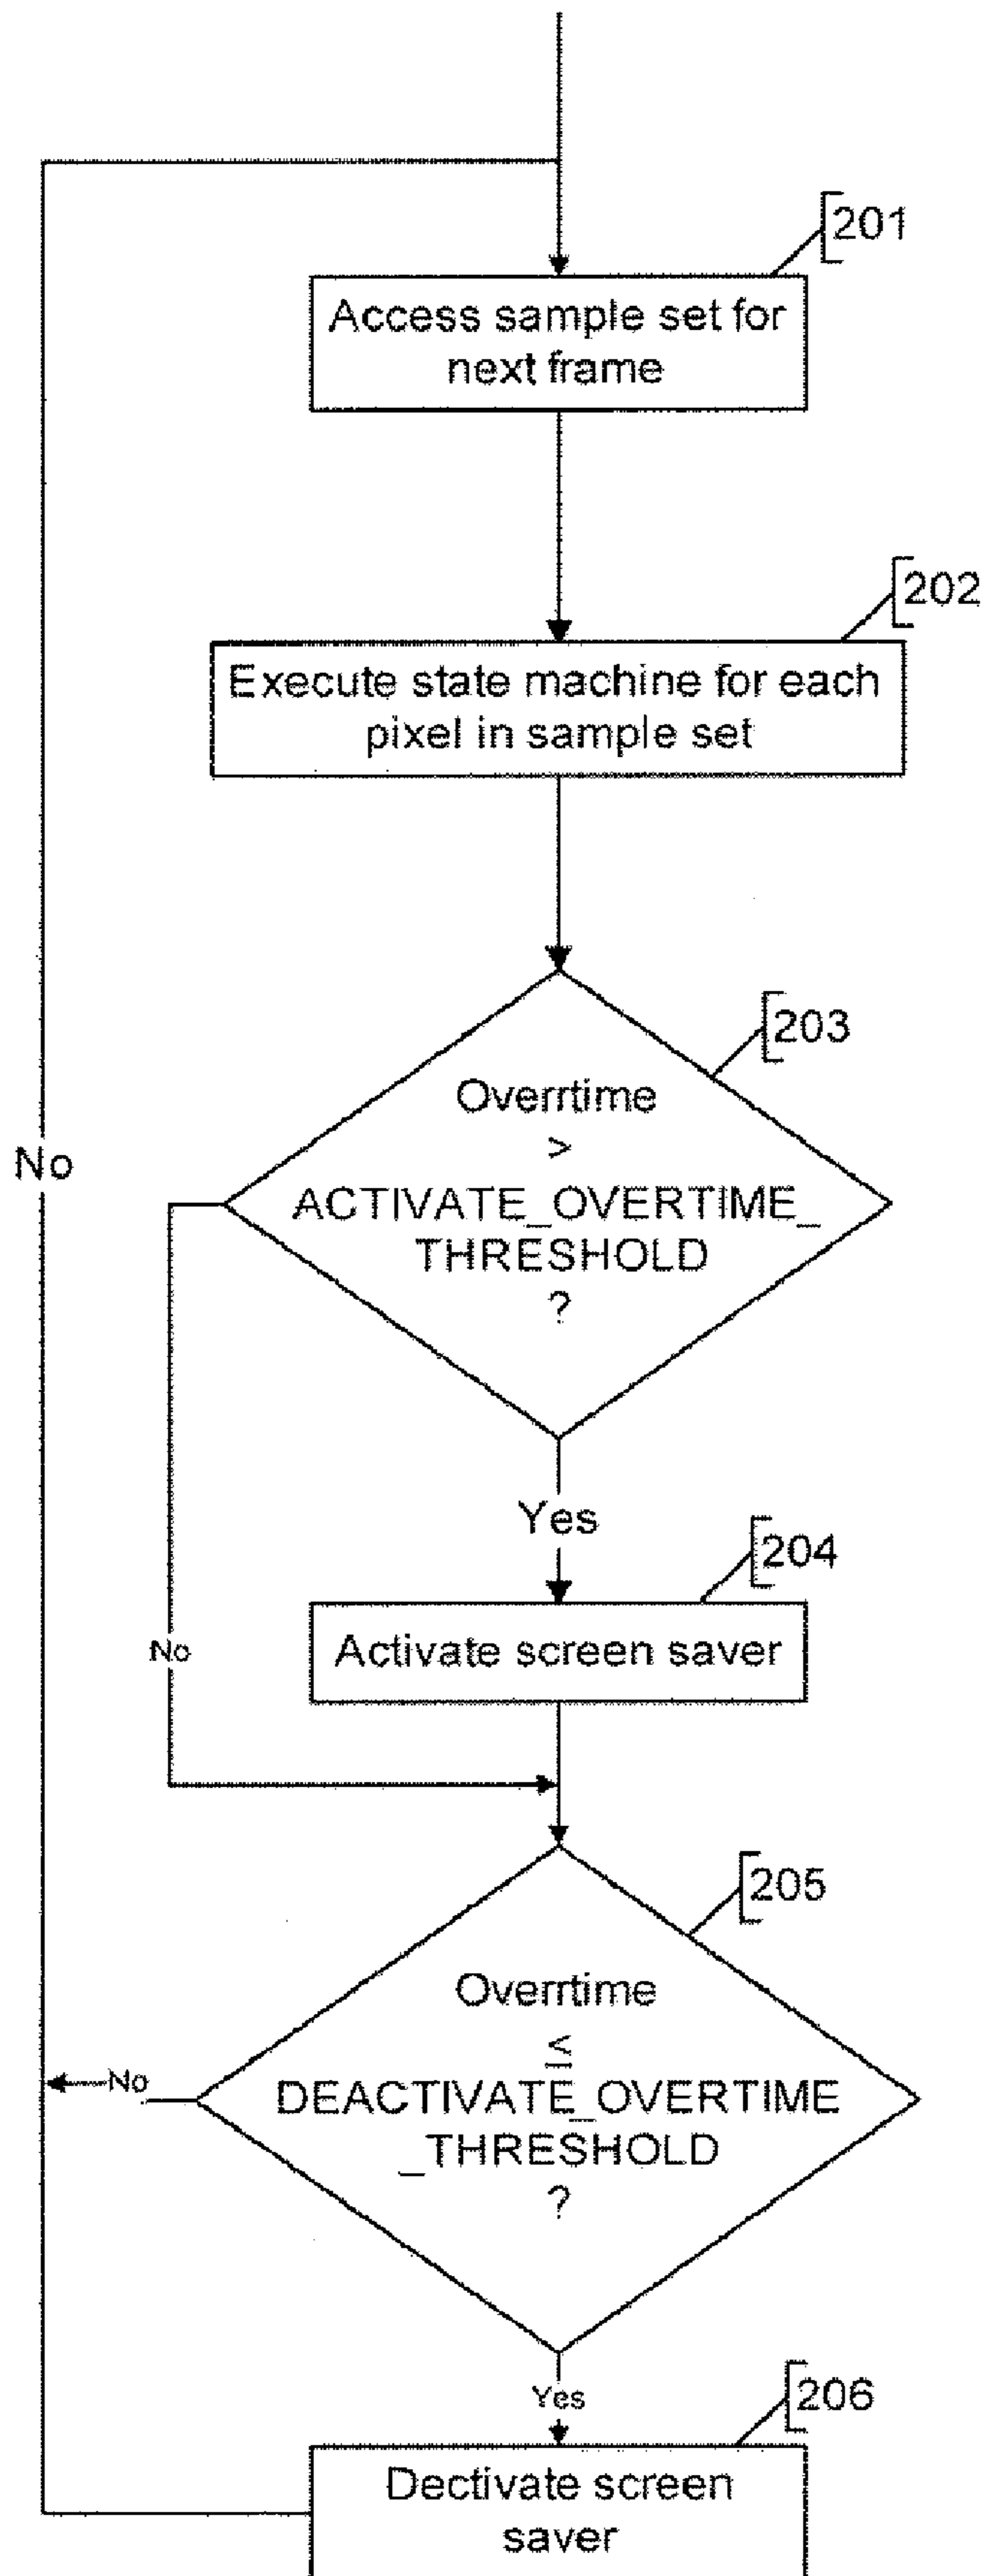 201
Access sample set for
next frame
202
Execute state machine for each
pixel in sample set
203
Overrtime
>
ACTIVATE_OVERTIME_
THRESHOLD
?
No
Yes
204
Activate screen saver
No
205
Overrtime
≤
DEACTIVATE_OVERTIME
_THRESHOLD
?
No
Yes
206
Dectivate screen
saver